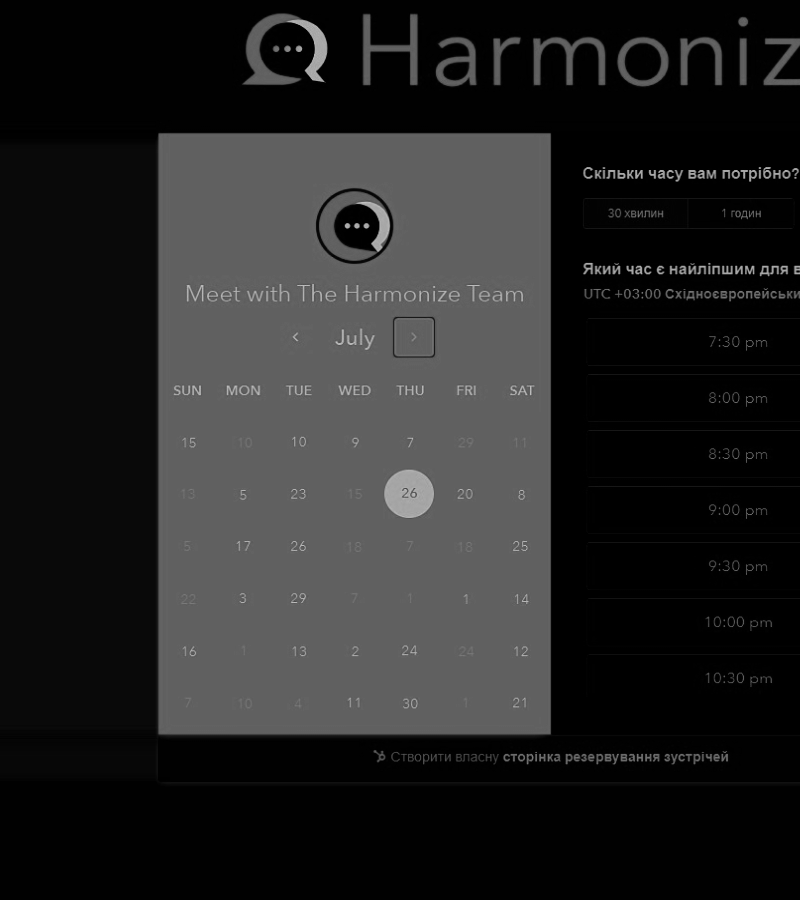 Harmoniz
Meet with The Harmonize Team
July
SUN MON TUE WED THU FRI SAT
15 10 10 9 7 29 11
13 5 23 15 26 20 8
5 17 26 18 7 18 25
22 3 29 7 1 1 14
16 1 13 2 24 24 12
7 10 4 11 30 1 21
Скільки часу вам потрібно?
30 хвилин 1 годин
Який час є найліпшим для в
UTC +03:00 Східноєвропейськи
7:30 pm
8:00 pm
8:30 pm
9:00 pm
9:30 pm
10:00 pm
10:30 pm
Створити власну сторінка резервування зустрічей